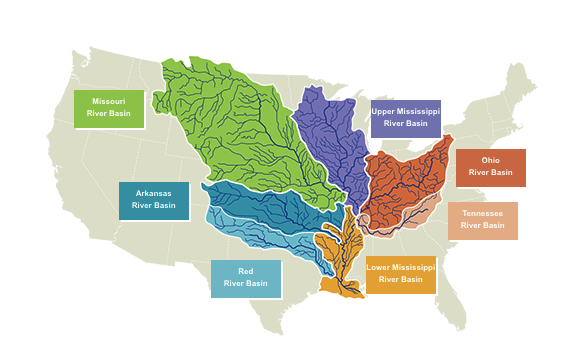 Missouri
River Basin
Upper Mississippi
River Basin
Ohio
River Basin
Arkansas
River Basin
Tennessee
River Basin
Red
River Basin
Lower Mississippi
River Basin